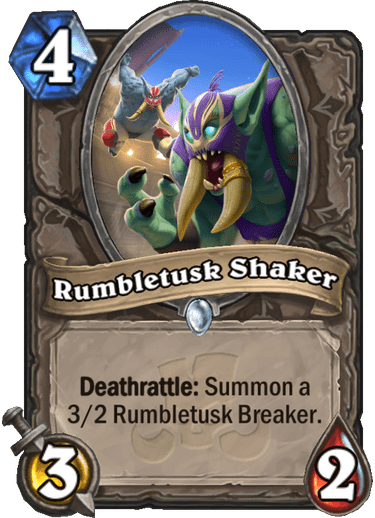 4
Rumbletusk Shaker
Deathrattle: Summon a
3/2 Rumbletusk Breaker.
3
2